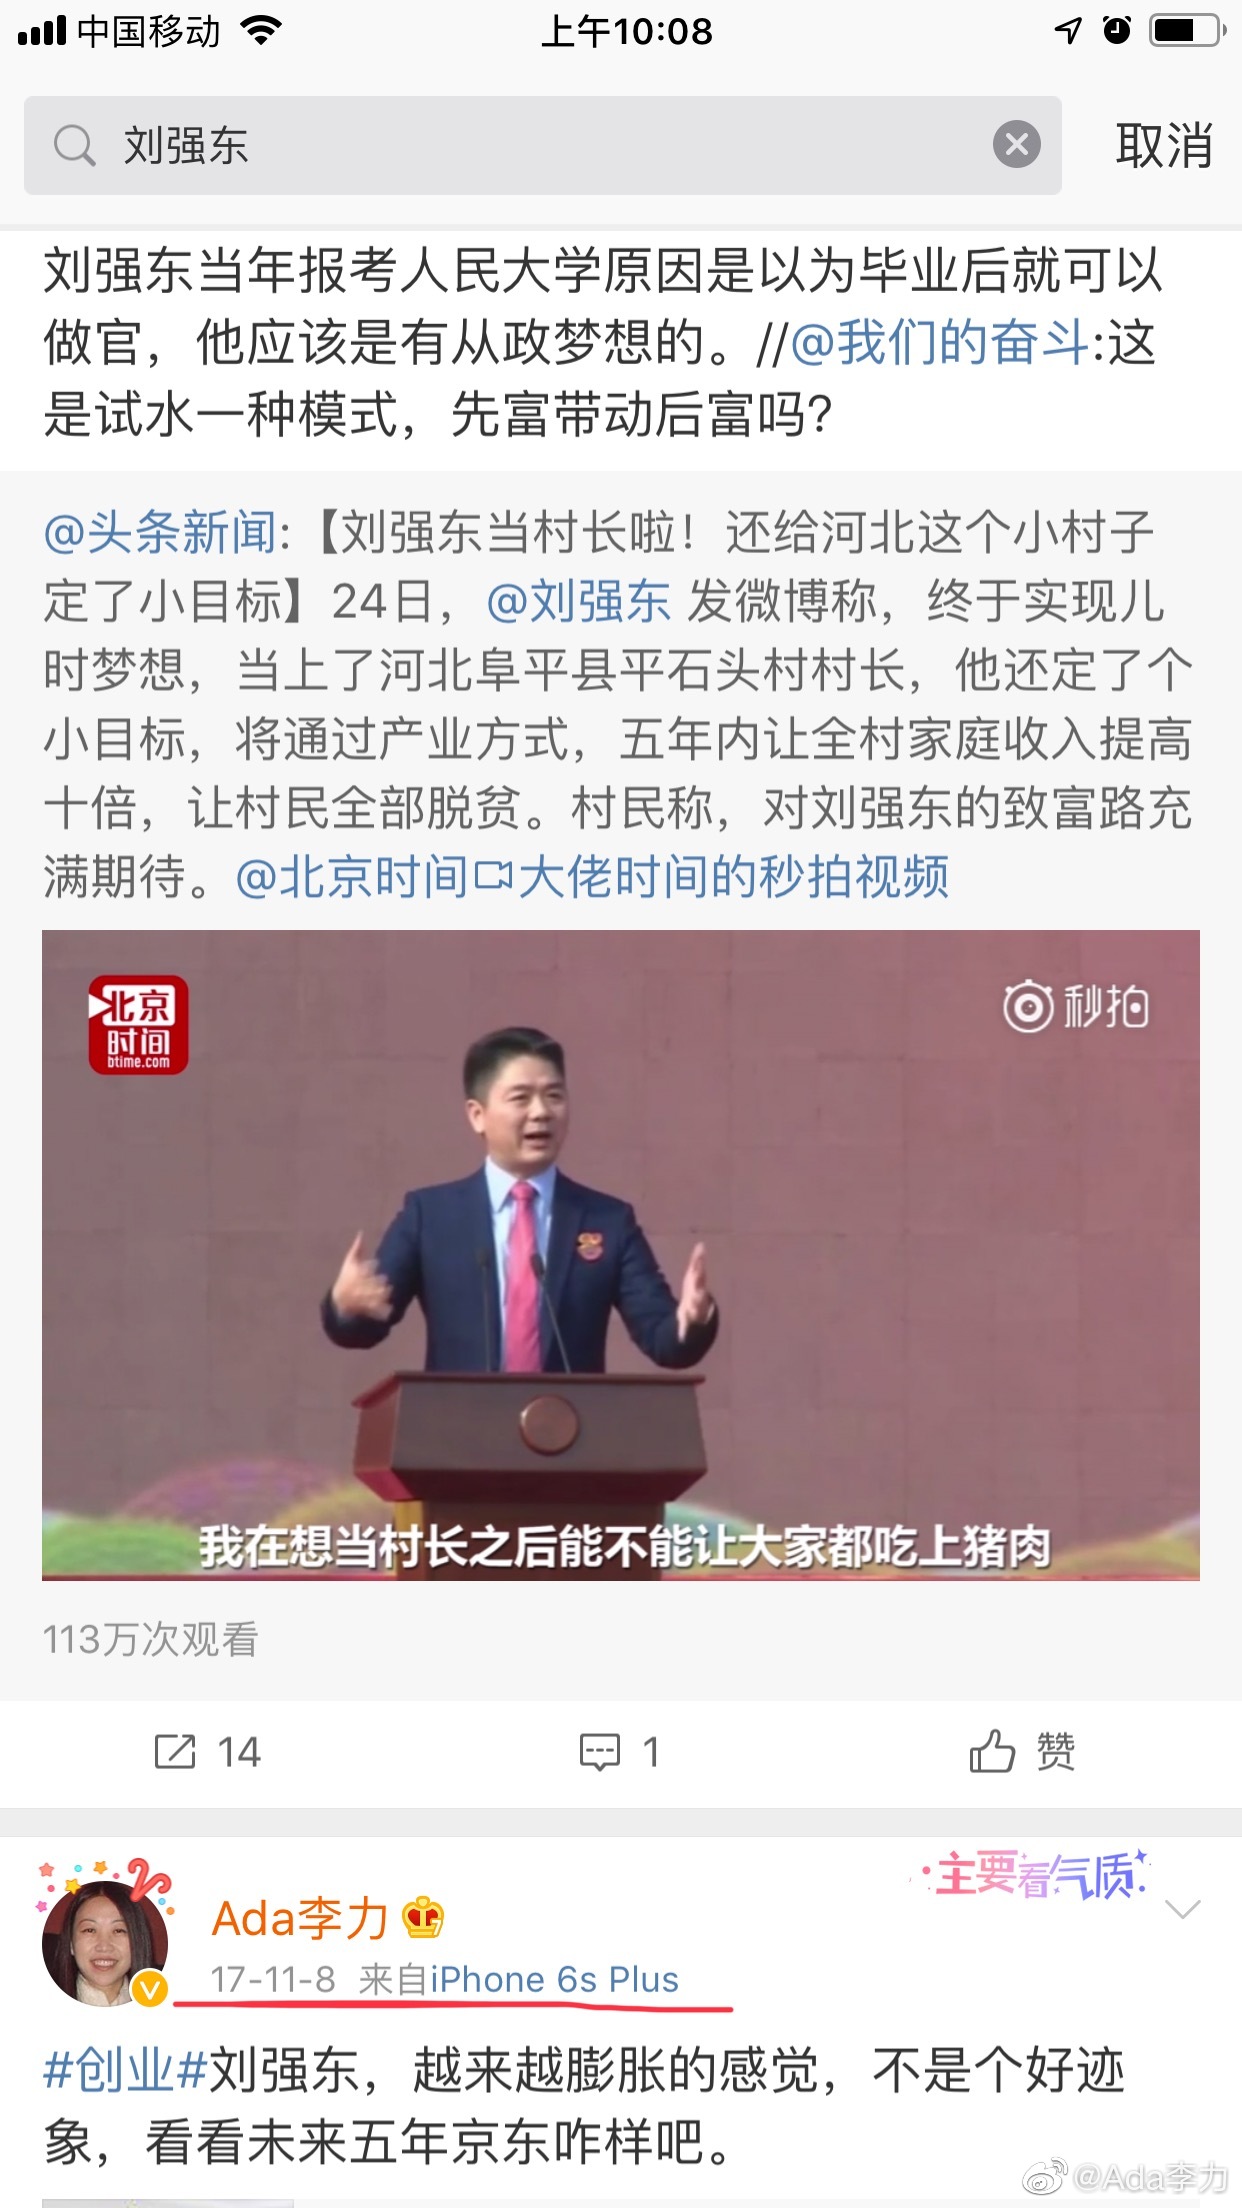 中国移动 上午10:08
刘强东 取消
刘强东当年报考人民大学原因是以为毕业后就可以
做官，他应该是有从政梦想的。//@我们的奋斗:这
是试水一种模式，先富带动后富吗？
@头条新闻:【刘强东当村长啦！还给河北这个小村子
定了小目标】24日，@刘强东 发微博称，终于实现儿
时梦想，当上了河北阜平县平石头村村长，他还定了个
小目标，将通过产业方式，五年内让全村家庭收入提高
十倍，让村民全部脱贫。村民称，对刘强东的致富路充
满期待。@北京时间大佬时间的秒拍视频
北京
时间
btime.com
秒拍
我在想当村长之后能不能让大家都吃上猪肉
113万次观看
14 1 赞
主要看气质
Ada李力
17-11-8 来自iPhone 6s Plus
#创业#刘强东，越来越膨胀的感觉，不是个好迹
象，看看未来五年京东咋样吧。
@Ada李力